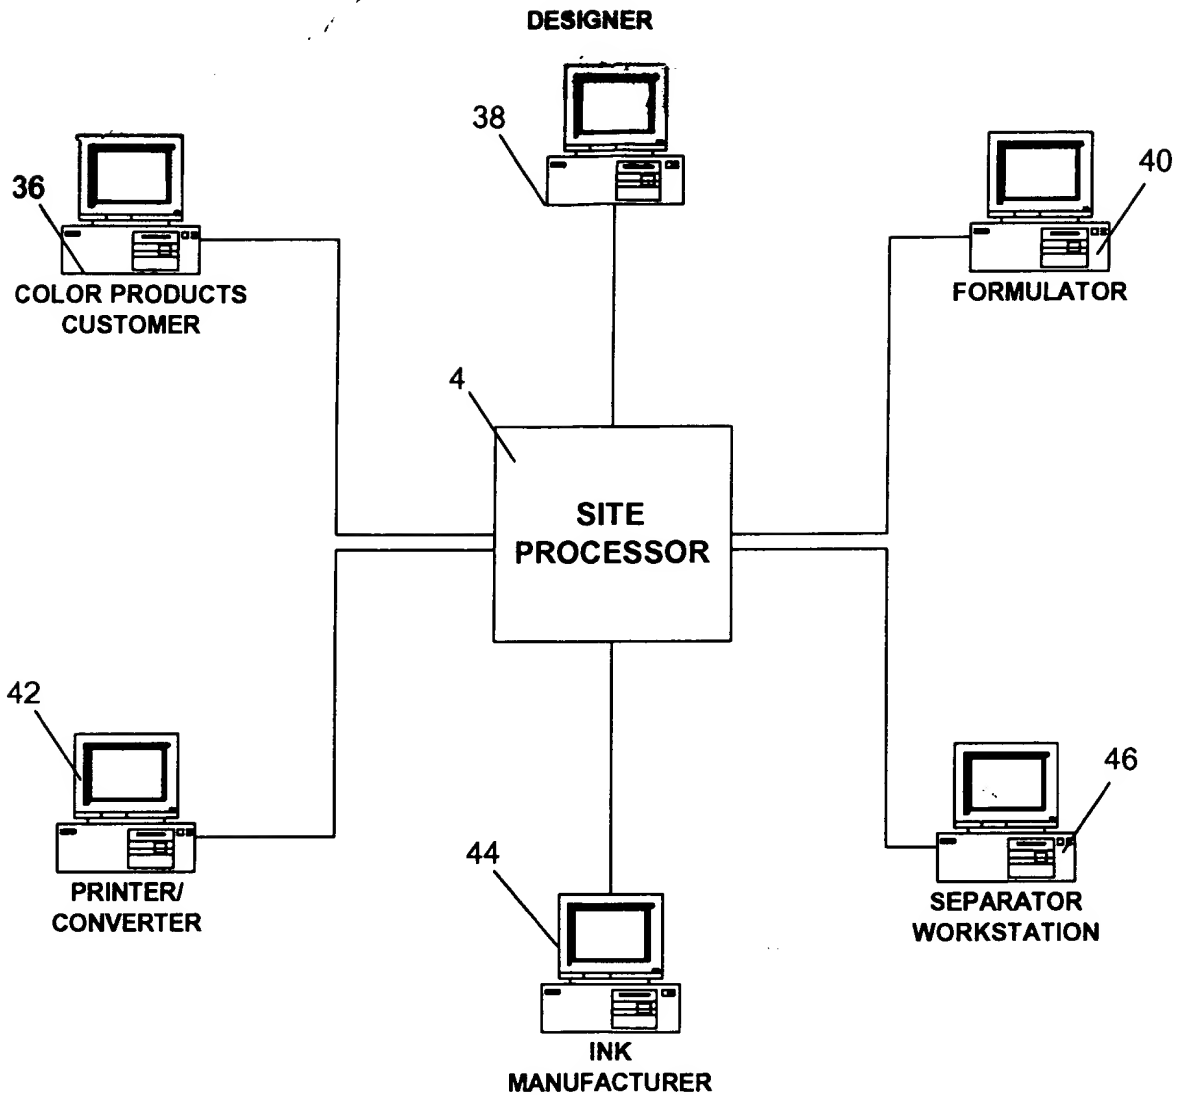 DESIGNER
38
36
40
COLOR PRODUCTS
CUSTOMER
FORMULATOR
4
SITE
PROCESSOR
42
46
PRINTER/
CONVERTER
44
SEPARATOR
WORKSTATION
INK
MANUFACTURER